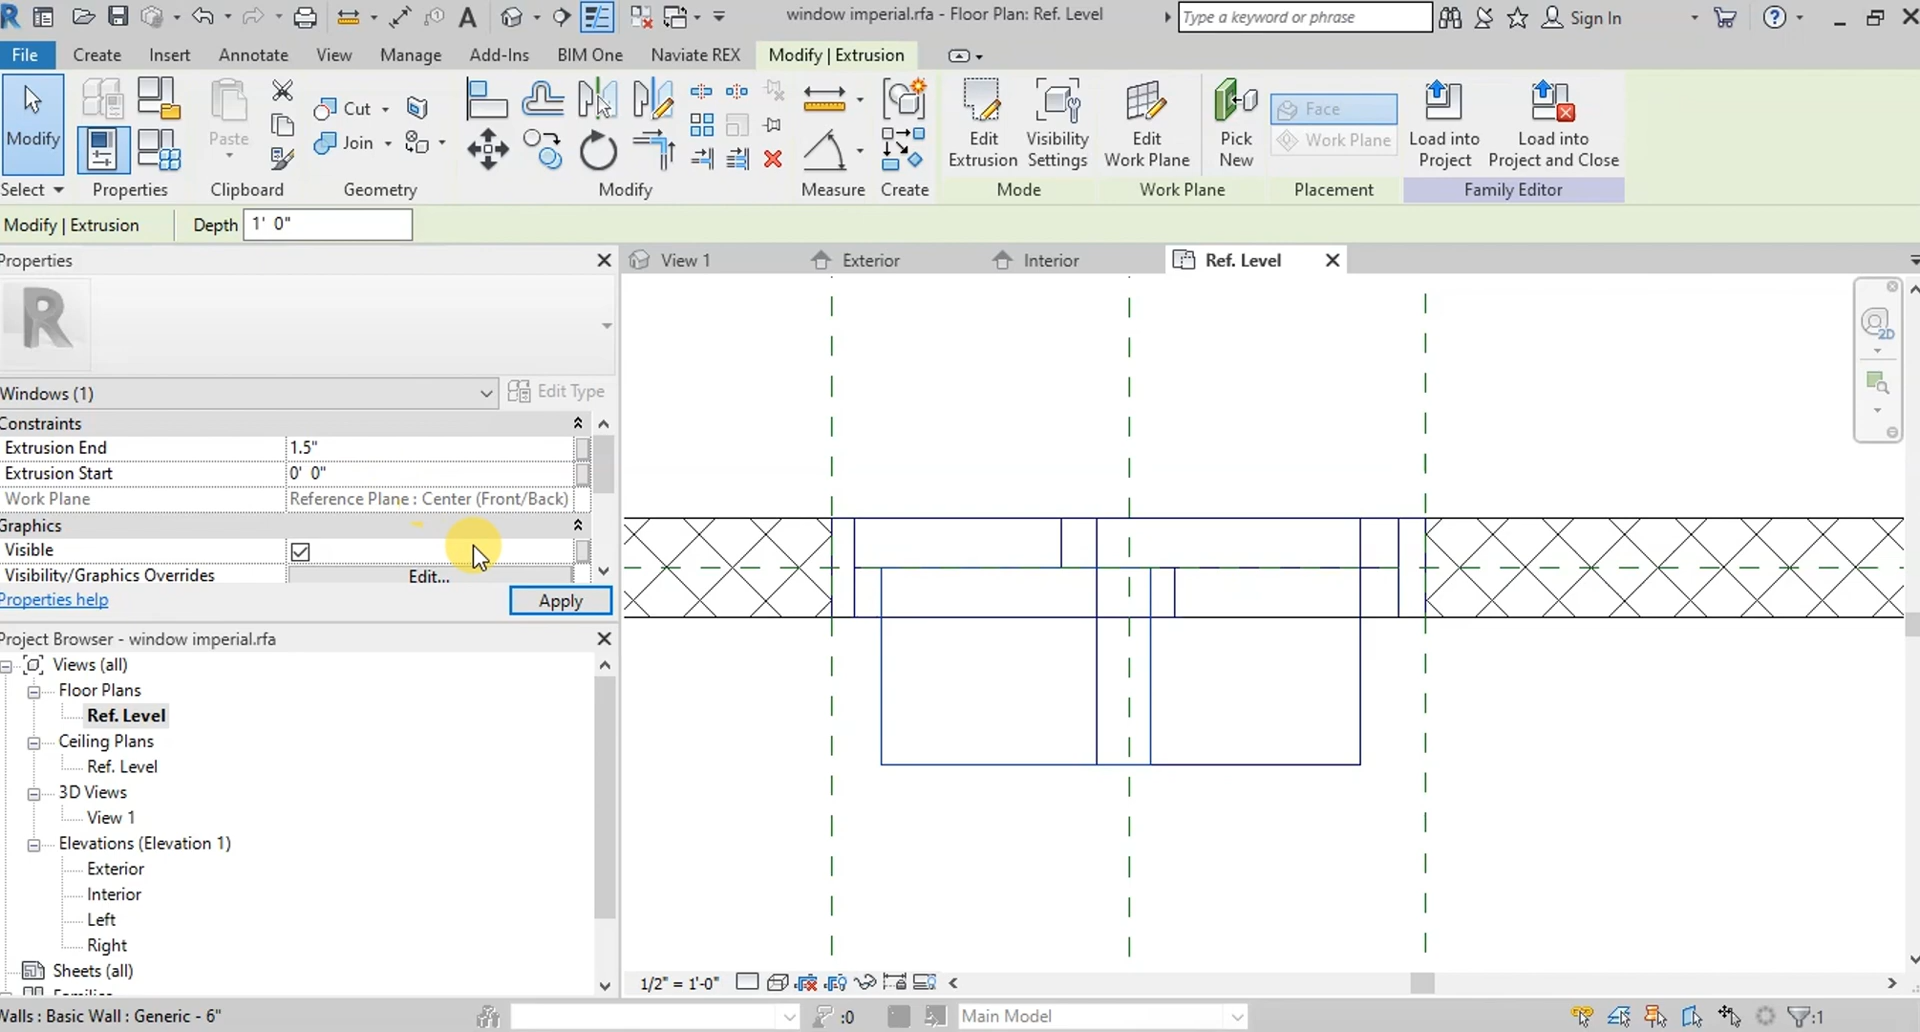 window imperial.rfa - Floor Plan: Ref. Level
Type a keyword or phrase
Sign In
File
Create
Insert
Annotate
View
Manage
Add-Ins
BIM One
Naviate REX
Modify | Extrusion
Modify
Select
Properties
Paste
Clipboard
Cut
Join
Geometry
Modify
Measure
Create
Edit
Extrusion
Visibility
Settings
Mode
Edit
Work Plane
Work Plane
Pick
New
Face
Work Plane
Placement
Load into
Project
Load into
Project and Close
Family Editor
Modify | Extrusion
Depth
1' 0"
Properties
View 1
Exterior
Interior
Ref. Level
R
Windows (1)
Edit Type
Constraints
Extrusion End
1.5"
Extrusion Start
0' 0"
Work Plane
Reference Plane : Center (Front/Back)
Graphics
Visible
Visibility/Graphics Overrides
Edit...
Properties help
Apply
Project Browser - window imperial.rfa
Views (all)
Floor Plans
Ref. Level
Ceiling Plans
Ref. Level
3D Views
View 1
Elevations (Elevation 1)
Exterior
Interior
Left
Right
Sheets (all)
1/2" = 1'-0"
Walls : Basic Wall : Generic - 6"
:0
Main Model
:1
2D